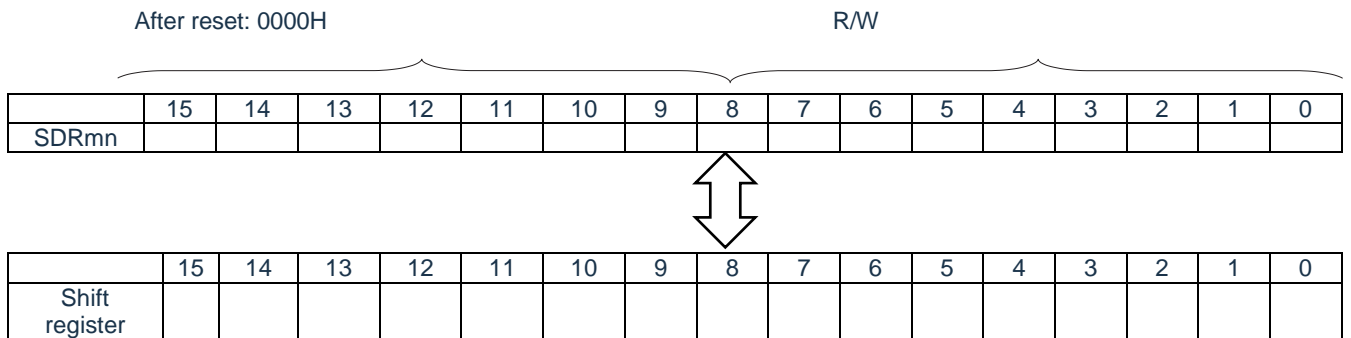 After reset: 0000H R/W
15 14 13 12 11 10 9 8 7 6 5 4 3 2 1 0
SDRmn
15 14 13 12 11 10 9 8 7 6 5 4 3 2 1 0
Shift
register